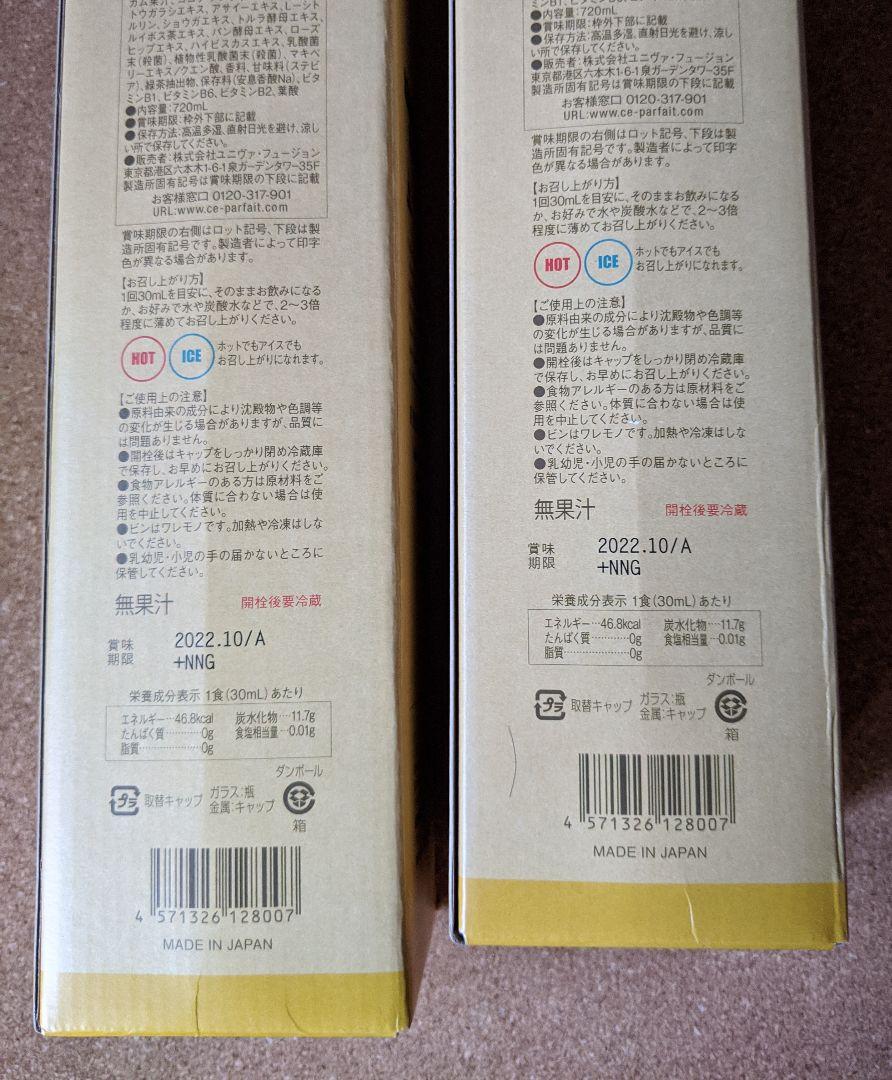 トウガラシエキス、アサイーエキス、レーシト
ルリン、ショウガエキス、トルラ酵母エキス、
ルイボス茶エキス、パン酵母エキス、ローズ
ヒップエキス、ハイビスカスエキス、乳酸菌
末(殺菌)、植物性乳酸菌末(殺菌)、マキベ
リーエキス/クエン酸、香料、甘味料(ステビ
ア)、緑茶抽出物、保存料(安息香酸Na)、ビタ
ミンB1、ビタミンB6、ビタミンB2、葉酸
●内容量:720mL
●賞味期限:枠外下部に記載
●保存方法:高温多湿、直射日光を避け、涼し
い所で保存してください。
●販売者:株式会社ユニヴァ・フュージョン
東京都港区六本木1-6-1泉ガーデンタワー35F
製造所固有記号は賞味期限の下段に記載
お客様窓口 0120-317-901
URL:www.ce-parfait.com
賞味期限の右側はロット記号、下段は製
造所固有記号です。製造者によって印字
色が異なる場合があります。
【お召し上がり方】
1回30mLを目安に、そのままお飲みになる
か、お好みで水や炭酸水などで、2〜3倍
程度に薄めてお召し上がりください。
HOT ICE ホットでもアイスでも
お召し上がりになれます。
【ご使用上の注意】
●原料由来の成分により沈殿物や色調等
の変化が生じる場合がありますが、品質に
は問題ありません。
●開栓後はキャップをしっかり閉め冷蔵庫
で保存し、お早めにお召し上がりください。
●食物アレルギーのある方は原材料をご
参照ください。体質に合わない場合は使
用を中止してください。
●ビンはワレモノです。加熱や冷凍はしな
いでください。
●乳幼児・小児の手の届かないところに
保管してください。
無果汁 開栓後要冷蔵
賞味
期限 2022.10/A
+NNG
栄養成分表示 1食(30mL)あたり
エネルギー…46.8kcal 炭水化物…11.7g
たんぱく質…………0g 食塩相当量…0.01g
脂質……………………0g
ダンボール
プラ 取替キャップ ガラス:瓶
金属:キャップ
箱
4 571326 128007
MADE IN JAPAN
●内容量:720mL
●賞味期限:枠外下部に記載
●保存方法:高温多湿、直射日光を避け、涼し
い所で保存してください。
●販売者:株式会社ユニヴァ・フュージョン
東京都港区六本木1-6-1泉ガーデンタワー35F
製造所固有記号は賞味期限の下段に記載
お客様窓口 0120-317-901
URL:www.ce-parfait.com
賞味期限の右側はロット記号、下段は製
造所固有記号です。製造者によって印字
色が異なる場合があります。
【お召し上がり方】
1回30mLを目安に、そのままお飲みになる
か、お好みで水や炭酸水などで、2〜3倍
程度に薄めてお召し上がりください。
HOT ICE ホットでもアイスでも
お召し上がりになれます。
【ご使用上の注意】
●原料由来の成分により沈殿物や色調等
の変化が生じる場合がありますが、品質に
は問題ありません。
●開栓後はキャップをしっかり閉め冷蔵庫
で保存し、お早めにお召し上がりください。
●食物アレルギーのある方は原材料をご
参照ください。体質に合わない場合は使
用を中止してください。
●ビンはワレモノです。加熱や冷凍はしな
いでください。
●乳幼児・小児の手の届かないところに
保管してください。
無果汁 開栓後要冷蔵
賞味
期限 2022.10/A
+NNG
栄養成分表示 1食(30mL)あたり
エネルギー…46.8kcal 炭水化物…11.7g
たんぱく質…………0g 食塩相当量…0.01g
脂質……………………0g
ダンボール
プラ 取替キャップ ガラス:瓶
金属:キャップ
箱
4 571326 128007
MADE IN JAPAN